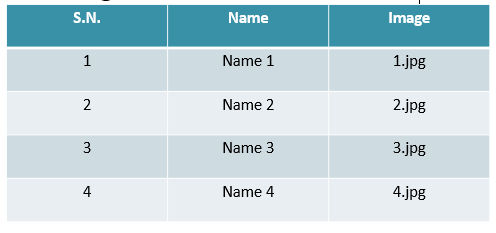 S.N. Name Image
1 Name 1 1.jpg
2 Name 2 2.jpg
3 Name 3 3.jpg
4 Name 4 4.jpg